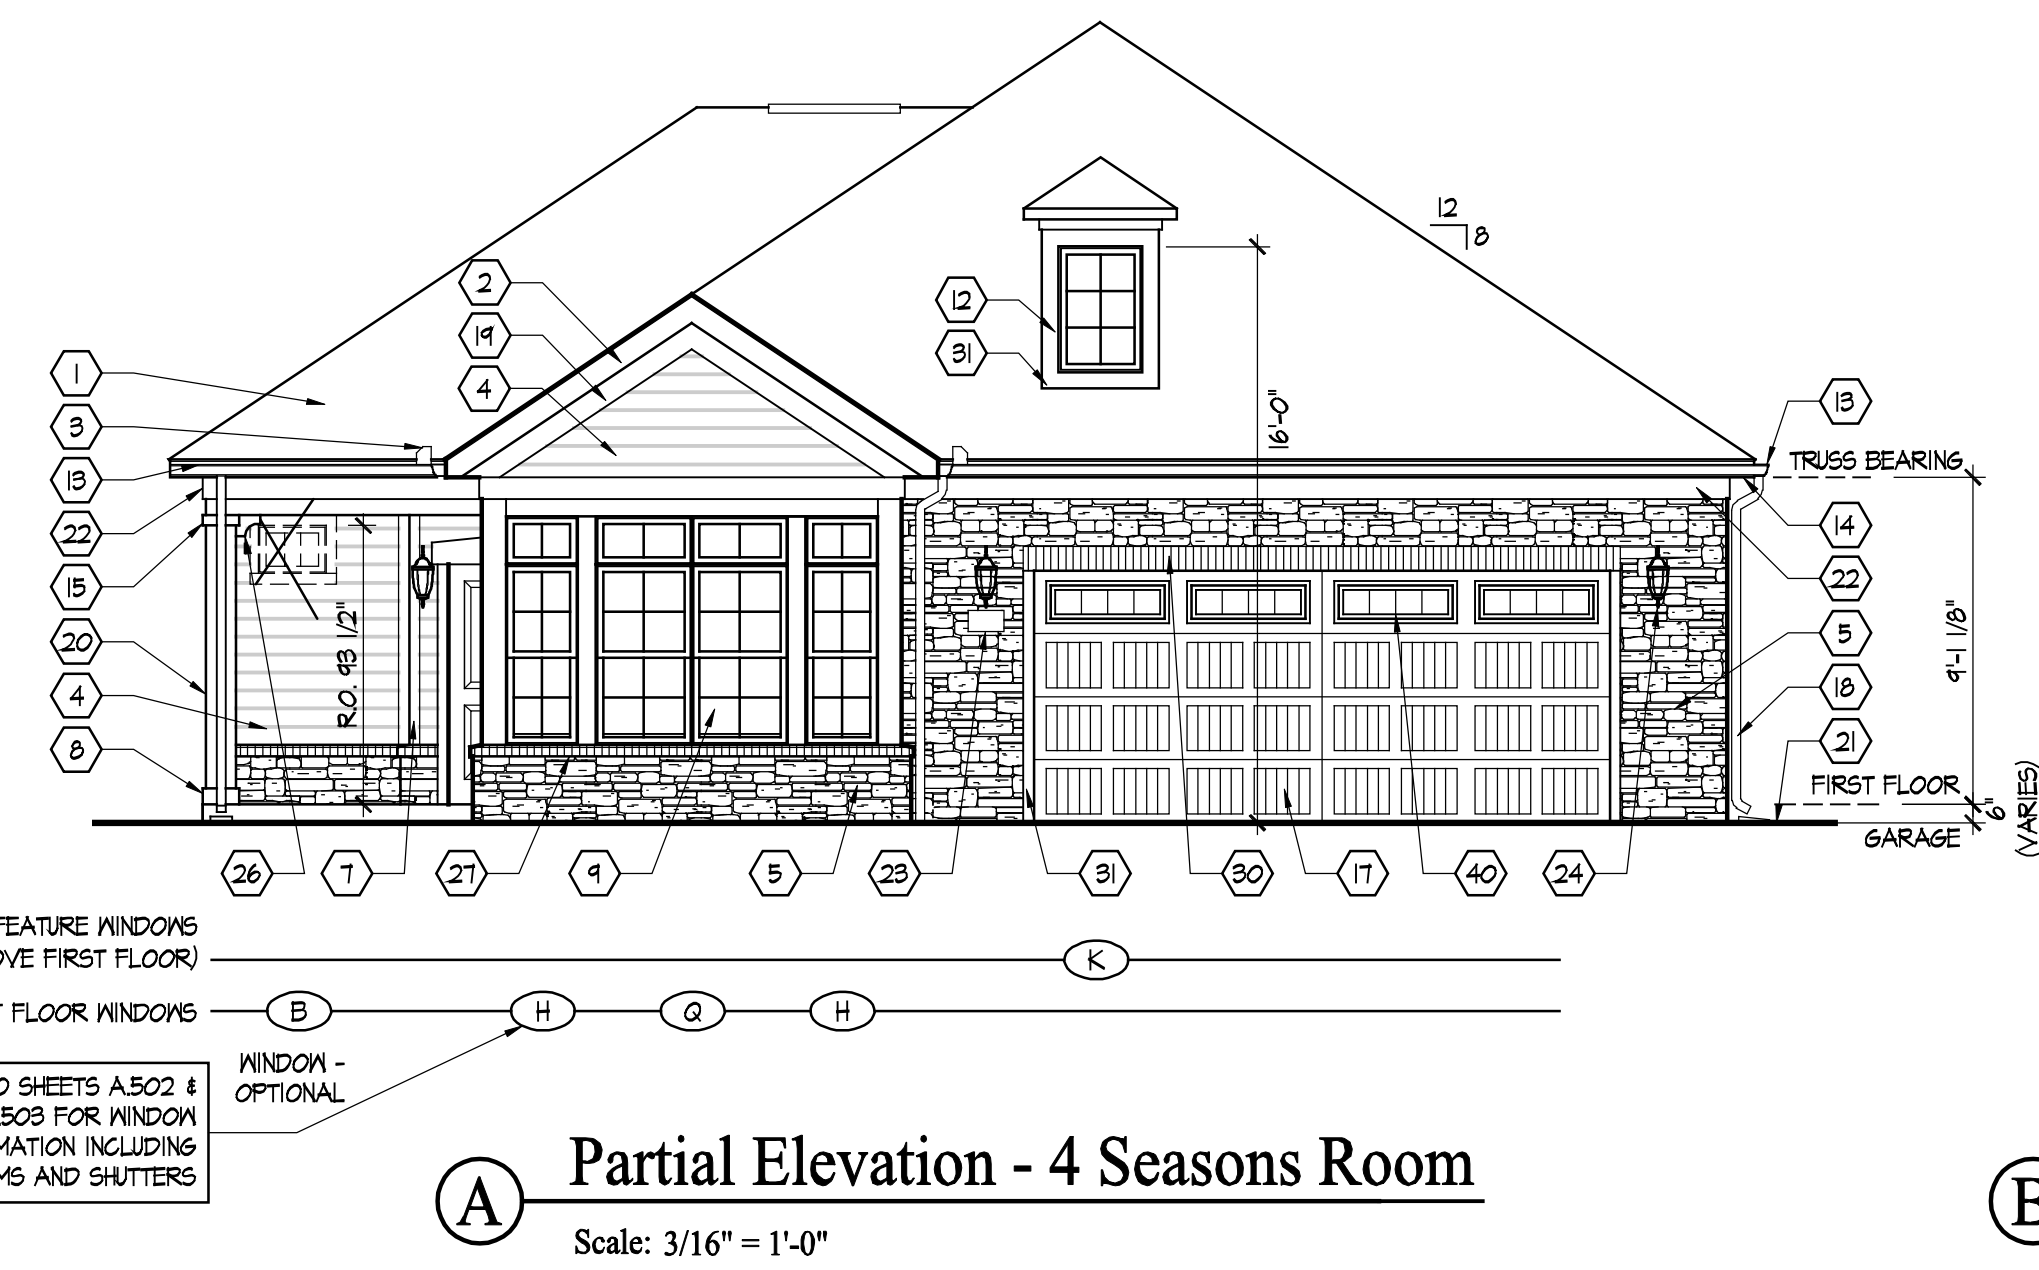 12
8
2
19
4
12
31
16'-0"
1
3
13
22
15
20
4
8
R.O. 93 1/2"
13
TRUSS BEARING
14
22
5
18
21
9'-1 1/8"
FIRST FLOOR
6"
(VARIES)
GARAGE
26
7
27
9
5
23
31
30
17
40
24
FEATURE WINDOWS
OVE FIRST FLOOR)
K
T FLOOR WINDOWS
B
H
Q
H
WINDOW -
OPTIONAL
O SHEETS A.502 &
.503 FOR WINDOW
MATION INCLUDING
MS AND SHUTTERS
A
Partial Elevation - 4 Seasons Room
Scale: 3/16" = 1'-0"
B